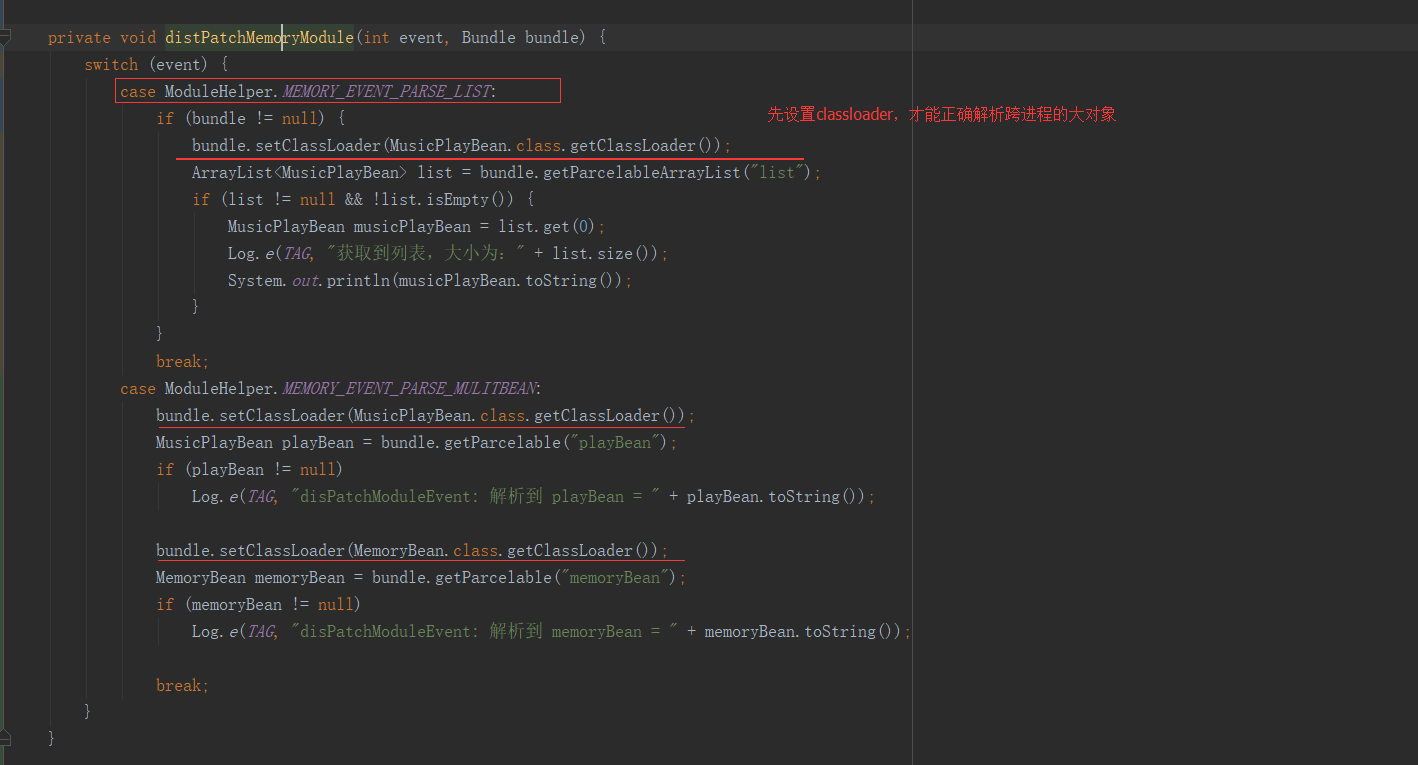 private void distPatchMemoryModule(int event, Bundle bundle) {
switch (event) {
case ModuleHelper.MEMORY_EVENT_PARSE_LIST:
if (bundle != null) {
先设置classloader，才能正确解析跨进程的大对象
bundle.setClassLoader(MusicPlayBean.class.getClassLoader());
ArrayList<MusicPlayBean> list = bundle.getParcelableArrayList("list");
if (list != null && !list.isEmpty()) {
MusicPlayBean musicPlayBean = list.get(0);
Log.e(TAG, "获取到列表，大小为：" + list.size());
System.out.println(musicPlayBean.toString());
}
}
break;
case ModuleHelper.MEMORY_EVENT_PARSE_MULITBEAN:
bundle.setClassLoader(MusicPlayBean.class.getClassLoader());
MusicPlayBean playBean = bundle.getParcelable("playBean");
if (playBean != null)
Log.e(TAG, "disPatchModuleEvent: 解析到 playBean = " + playBean.toString());
bundle.setClassLoader(MemoryBean.class.getClassLoader());
MemoryBean memoryBean = bundle.getParcelable("memoryBean");
if (memoryBean != null)
Log.e(TAG, "disPatchModuleEvent: 解析到 memoryBean = " + memoryBean.toString());
break;
}
}